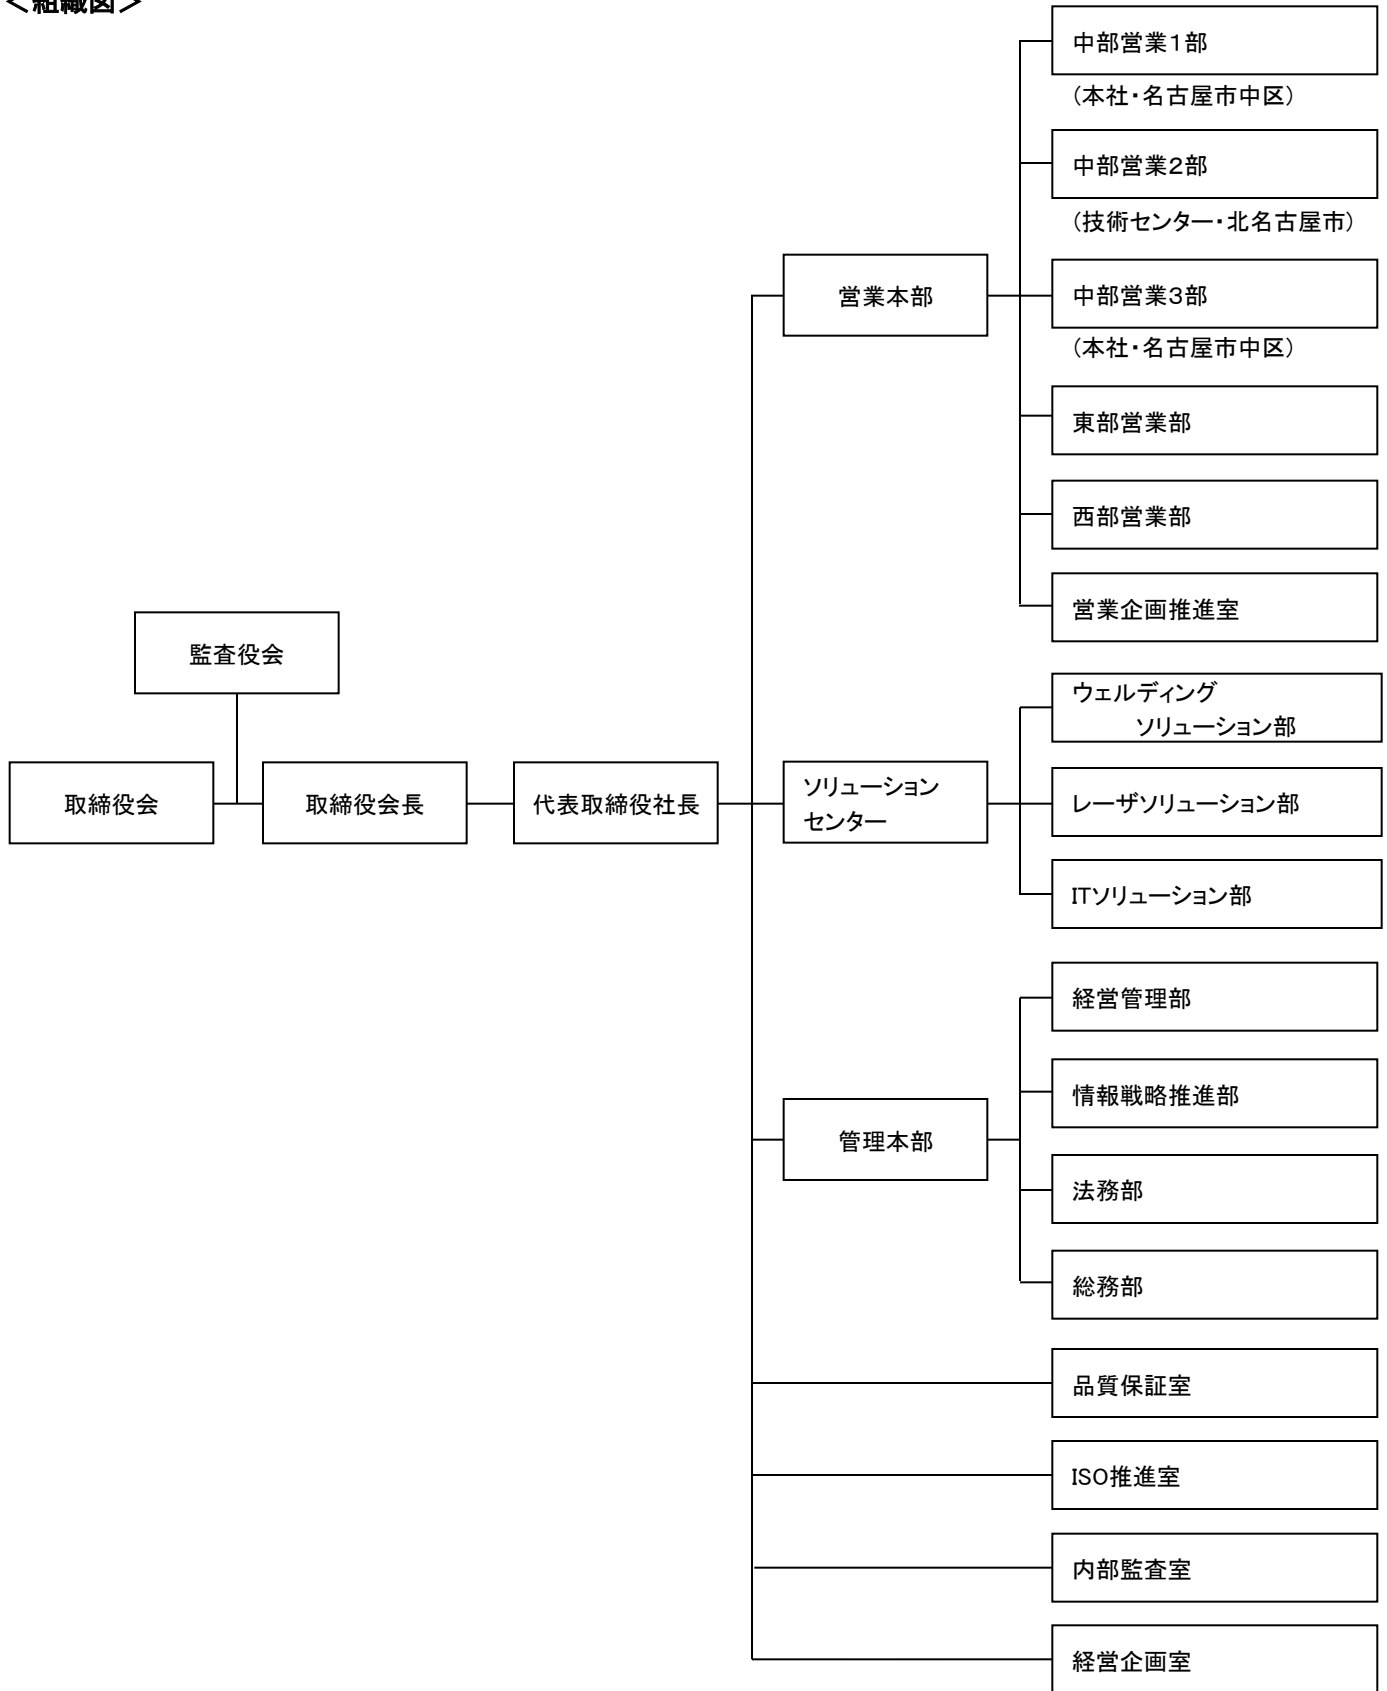 ＜組織図＞
中部営業１部
（本社・名古屋市中区）
中部営業２部
（技術センター・北名古屋市）
営業本部
中部営業３部
（本社・名古屋市中区）
東部営業部
西部営業部
営業企画推進室
監査役会
取締役会
取締役会長
代表取締役社長
ソリューション
センター
ウェルディング
ソリューション部
レーザソリューション部
ITソリューション部
管理本部
経営管理部
情報戦略推進部
法務部
総務部
品質保証室
ISO推進室
内部監査室
経営企画室